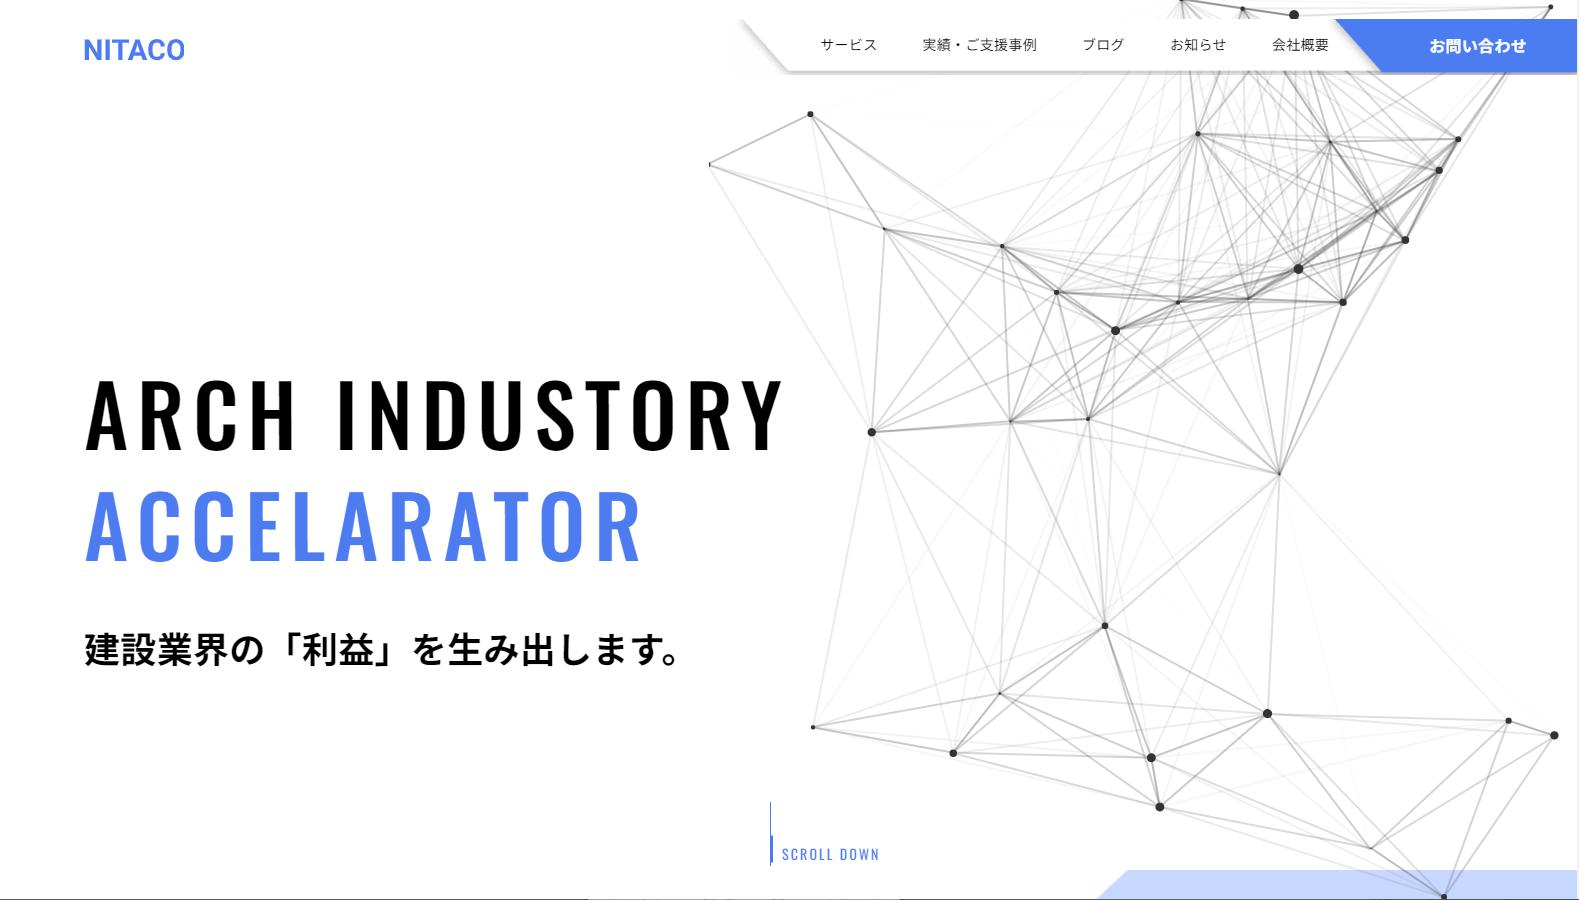 NITACO
サービス 実績・ご支援事例 ブログ お知らせ 会社概要 お問い合わせ
ARCH INDUSTORY
ACCELARATOR
建設業界の「利益」を生み出します。
SCROLL DOWN